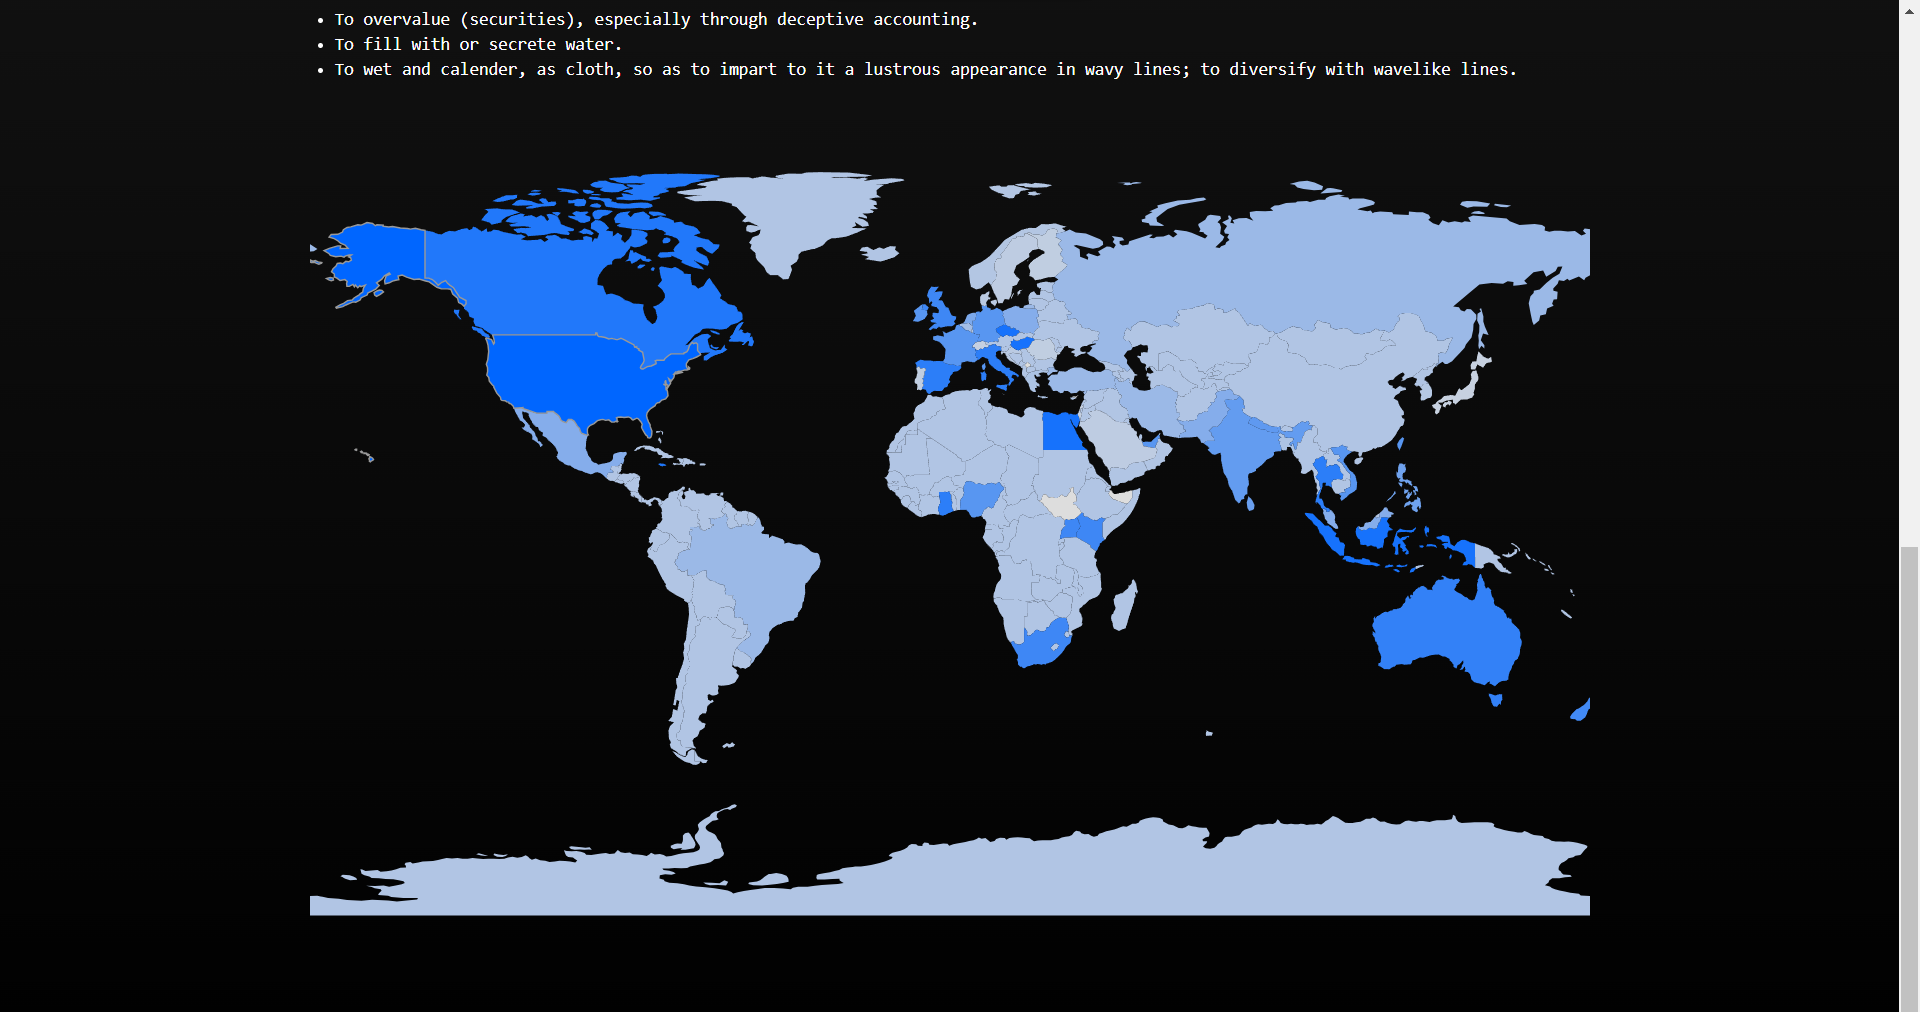 • To overvalue (securities), especially through deceptive accounting.
• To fill with or secrete water.
• To wet and calender, as cloth, so as to impart to it a lustrous appearance in wavy lines; to diversify with wavelike lines.